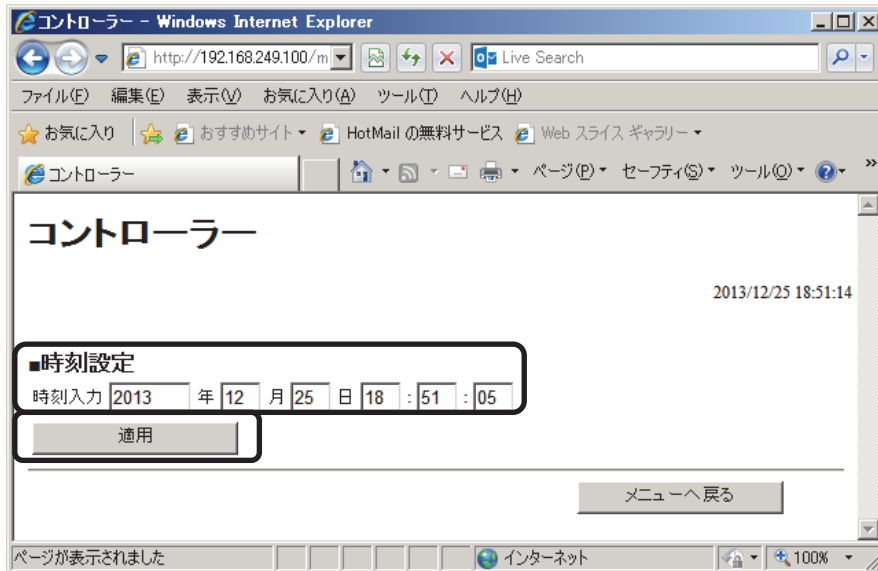 コントローラー - Windows Internet Explorer
http://192.168.249.100/m Live Search
ファイル(F) 編集(E) 表示(V) お気に入り(A) ツール(T) ヘルプ(H)
お気に入り おすすめサイト HotMail の無料サービス Web スライス ギャラリー
コントローラー ページ(P) セーフティ(S) ツール(O) »
コントローラー
2013/12/25 18:51:14
■時刻設定
時刻入力 2013 年 12 月 25 日 18 : 51 : 05
適用
メニューへ戻る
ページが表示されました インターネット 100%